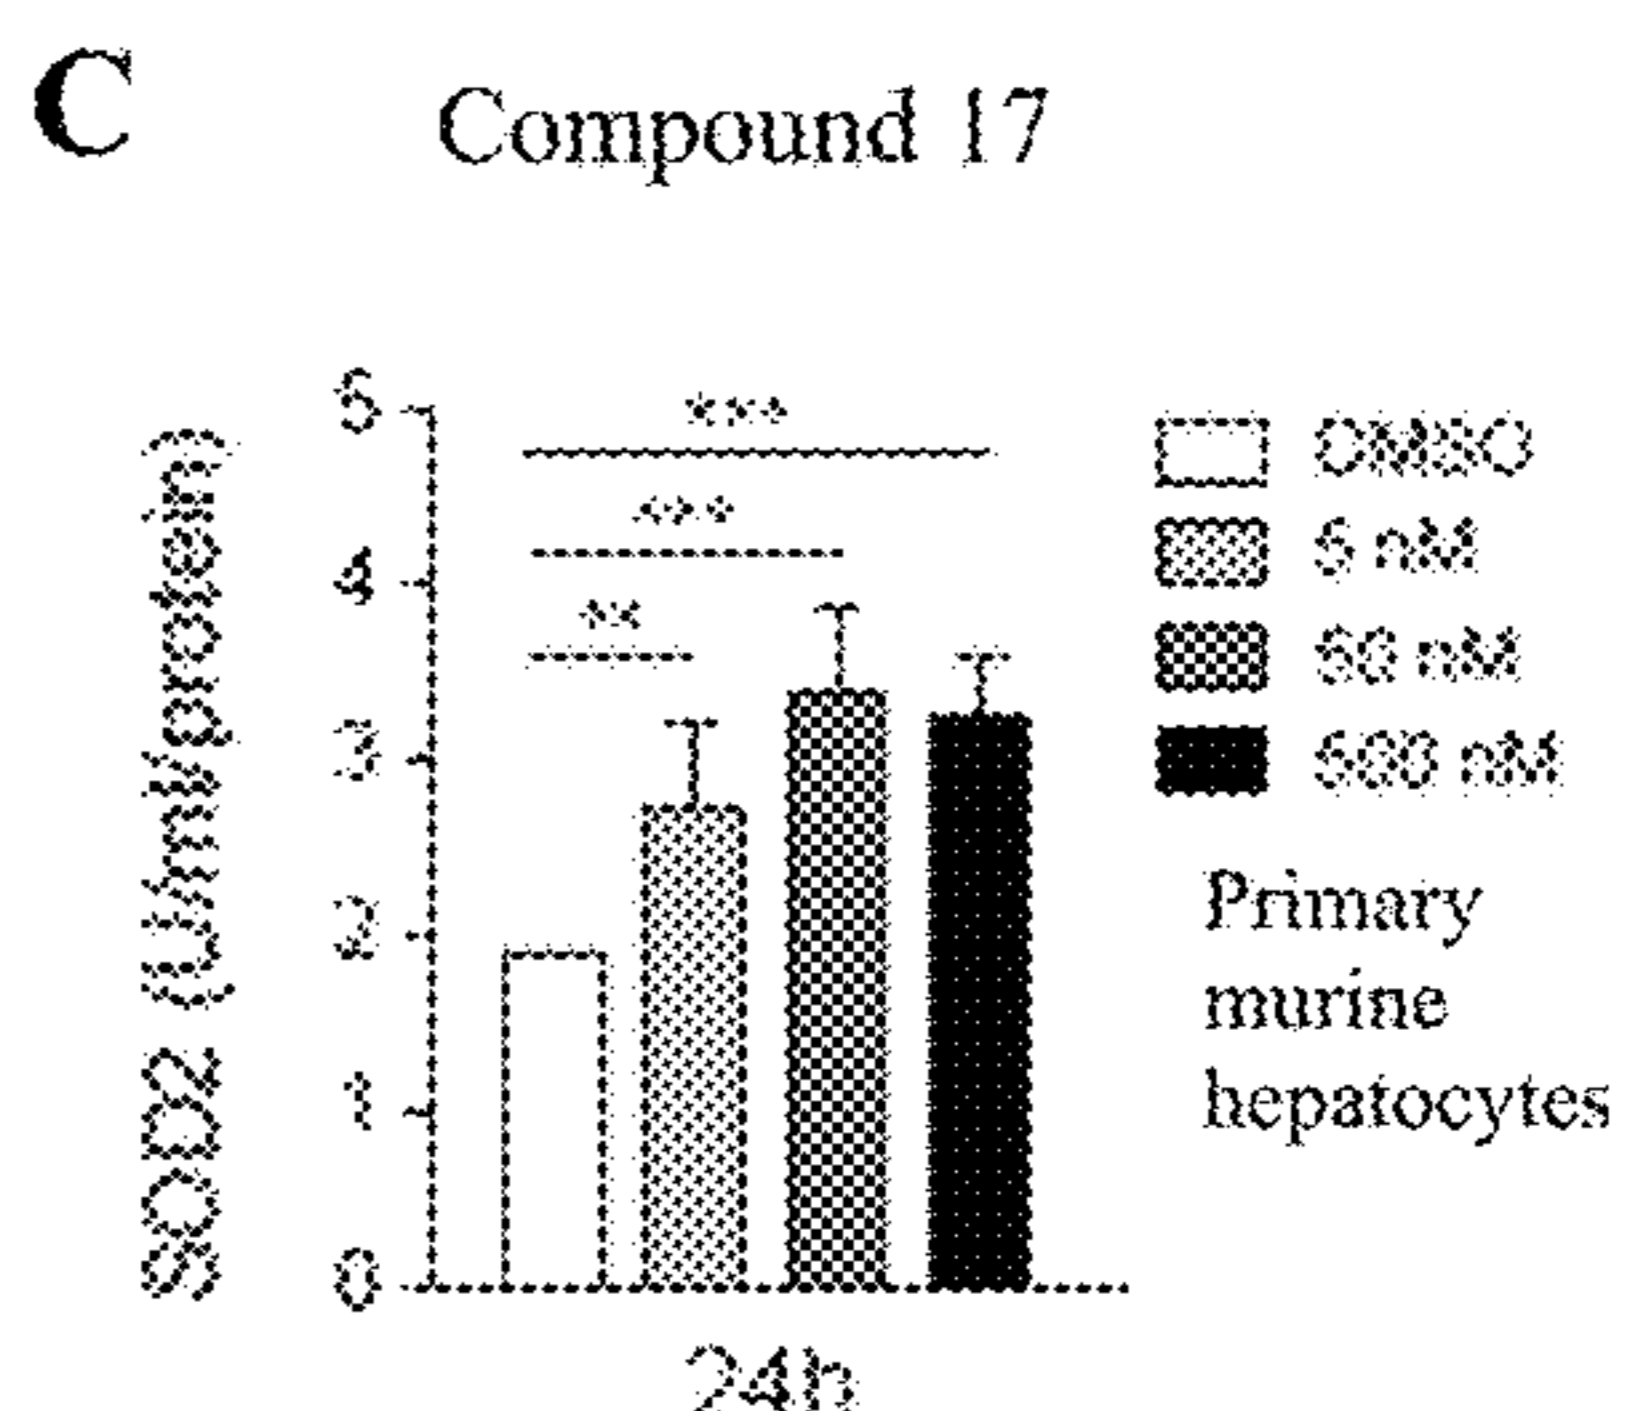 C
Compound 17
SOD2 (U/ml/protein)
5
4
3
2
1
0
***
***
**
DMSO
5 nM
50 nM
500 nM
Primary
murine
hepatocytes
24h